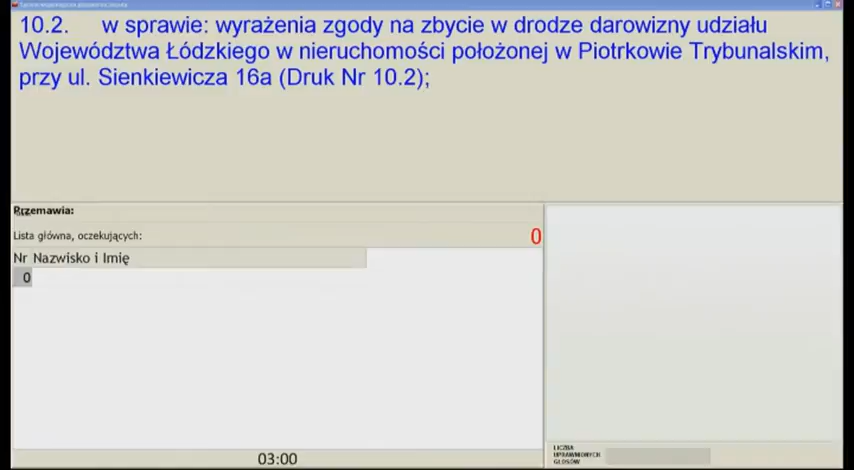 10.2. w sprawie: wyrażenia zgody na zbycie w drodze darowizny udziału
Województwa Łódzkiego w nieruchomości położonej w Piotrkowie Trybunalskim,
przy ul. Sienkiewicza 16a (Druk Nr 10.2);
Przemawia:
Lista główna, oczekujących:
0
Nr Nazwisko i Imię
0
03:00
LICZBA
UPRAWNIONYCH
GŁOSÓW